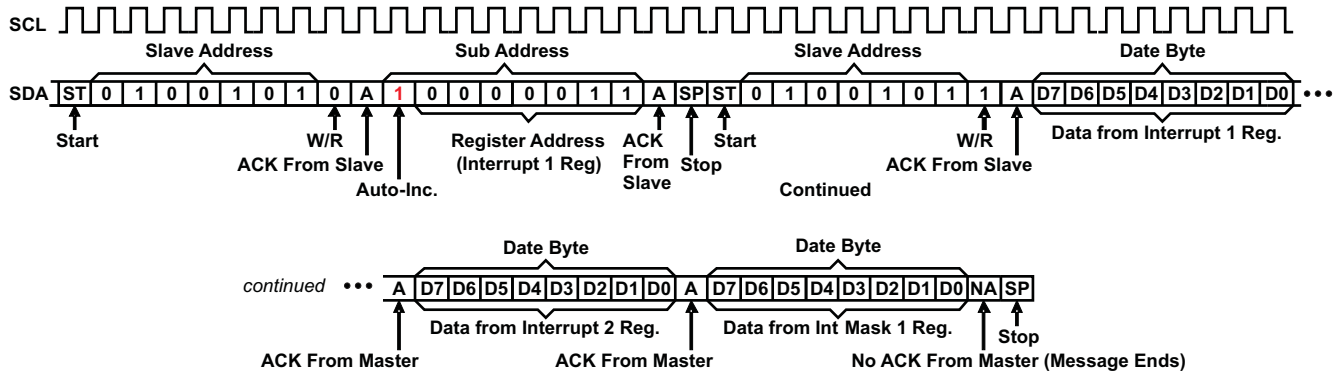 SCL
Slave Address Sub Address Slave Address Date Byte
SDA ST 0 1 0 0 1 0 1 0 A 1 0 0 0 0 0 1 1 A SP ST 0 1 0 0 1 0 1 1 A D7 D6 D5 D4 D3 D2 D1 D0 •••
Start W/R Register Address ACK Stop Start W/R Data from Interrupt 1 Reg.
ACK From Slave (Interrupt 1 Reg) From ACK From Slave
Auto-Inc. Slave Continued
Date Byte Date Byte
continued ••• A D7 D6 D5 D4 D3 D2 D1 D0 A D7 D6 D5 D4 D3 D2 D1 D0 NA SP
Data from Interrupt 2 Reg. Data from Int Mask 1 Reg. Stop
ACK From Master ACK From Master No ACK From Master (Message Ends)